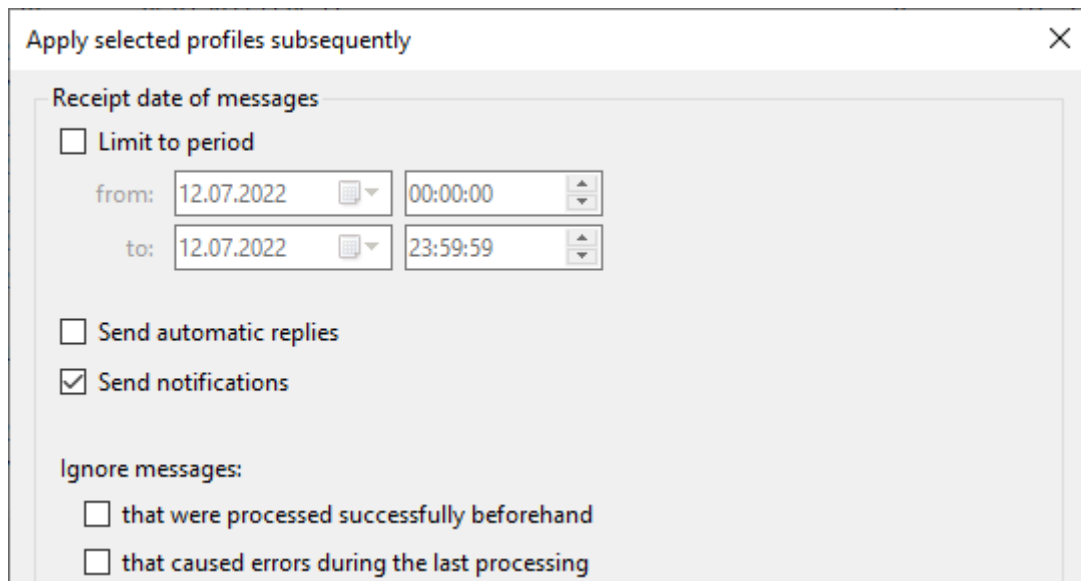 Apply selected profiles subsequently
Receipt date of messages
Limit to period
from: 12.07.2022 00:00:00
to: 12.07.2022 23:59:59
Send automatic replies
Send notifications
Ignore messages:
that were processed successfully beforehand
that caused errors during the last processing